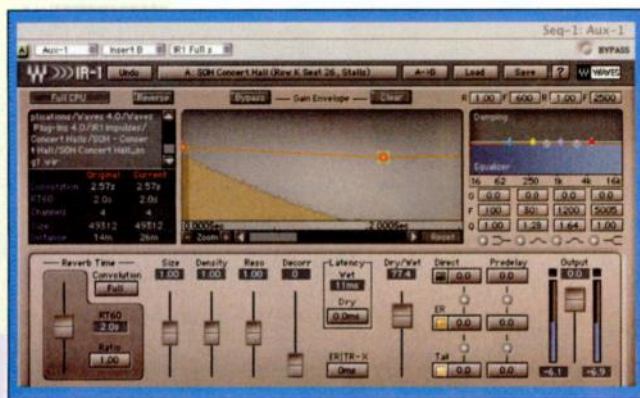 Seq-1: Aux-1
Aux-1 Insert B IR1 Full s BYPASS
IR-1 Undo A: SOH Concert Hall (Row K Seat 26, Stalls) A->B Load Save ? WAVES
Full CPU Reverse Bypass Gain Envelope Clear R 1.00 F 600 R 1.00 F 2500
plications/Waves 4.0/Waves
Plug-Ins 4.0/IR1 Impulses/
Concert Halls/SOH - Concer
t Hall/SOH Concert Hall
Damping
Equalizer
Original Current
Convolution 2.57s 2.57s
RT60 2.0s 2.0s
Channels 4 4
Size 49312 49312
Distance 14m 26m
0.000Sec 2.000Sec
Zoom Reset
16 62 250 1k 4k 16k
G 0.0 0.0 0.0 0.0
F 100 301 1200 5005
Q 1.00 1.28 1.64 1.00
Reverb Time
Convolution
Full
RT60
2.0s
Ratio
1.00
Size Density Reso Decorr
1.00 1.00 1.00 0
Latency
Wet
11ms
Dry
0.0ms
ER|TR-X
0ms
Dry/Wet
77.4
Direct Predelay
0.0 0.0
ER
0.0 0.0
Tail
0.0 0.0
Output
0.0
-6.1 -6.9